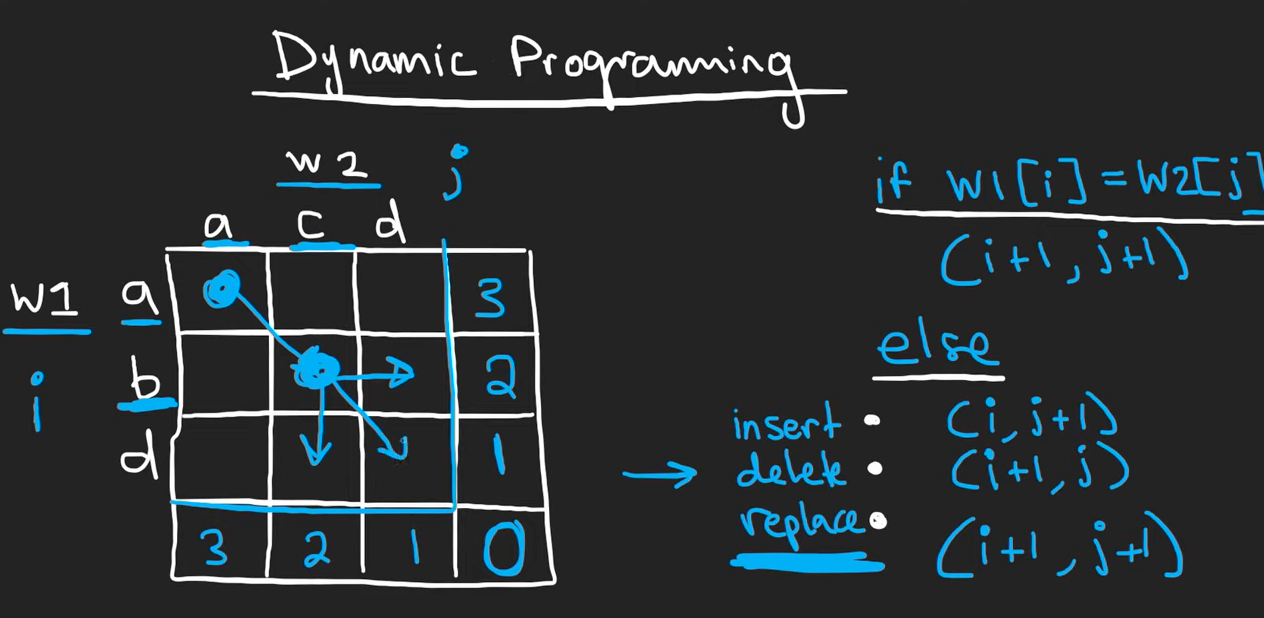 Dynamic Programming
w2 j
a c d
if W1[i] = W2[j]
(i+1, j+1)
W1 a 3
i b 2
d 1
3 2 1 0
else
insert • (i, j+1)
delete • (i+1, j)
replace • (i+1, j+1)